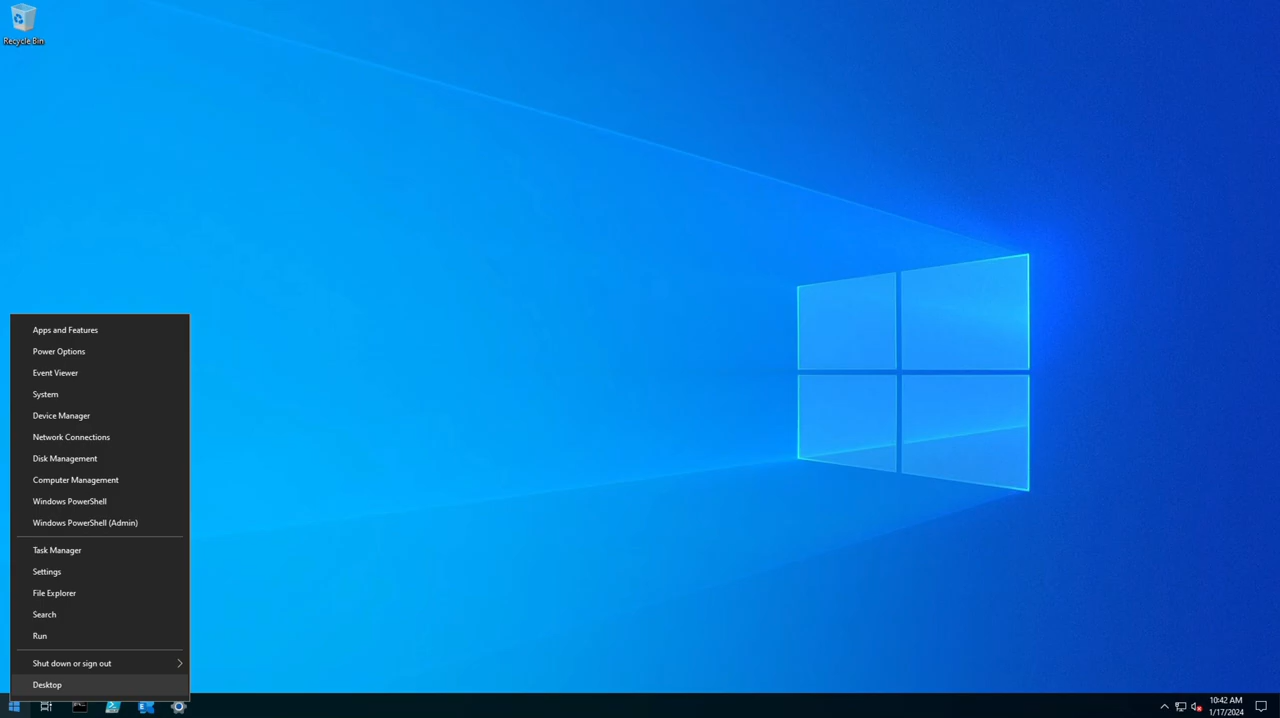 Recycle Bin
Apps and Features
Power Options
Event Viewer
System
Device Manager
Network Connections
Disk Management
Computer Management
Windows PowerShell
Windows PowerShell (Admin)
Task Manager
Settings
File Explorer
Search
Run
Shut down or sign out
Desktop
10:42 AM
1/17/2024